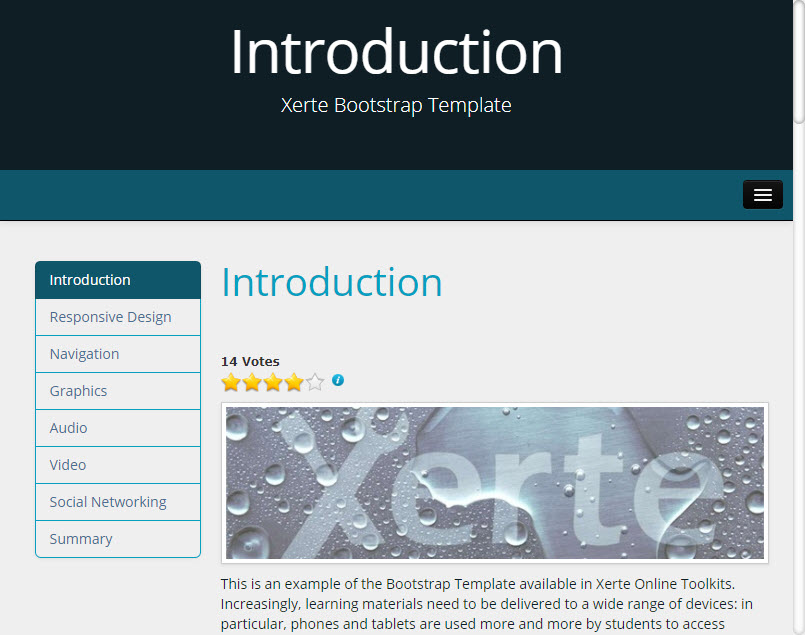 Introduction
Xerte Bootstrap Template
Introduction
Responsive Design
Navigation
Graphics
Audio
Video
Social Networking
Summary
Introduction
14 Votes
i
Xerte
This is an example of the Bootstrap Template available in Xerte Online Toolkits.
Increasingly, learning materials need to be delivered to a wide range of devices: in
particular, phones and tablets are used more and more by students to access